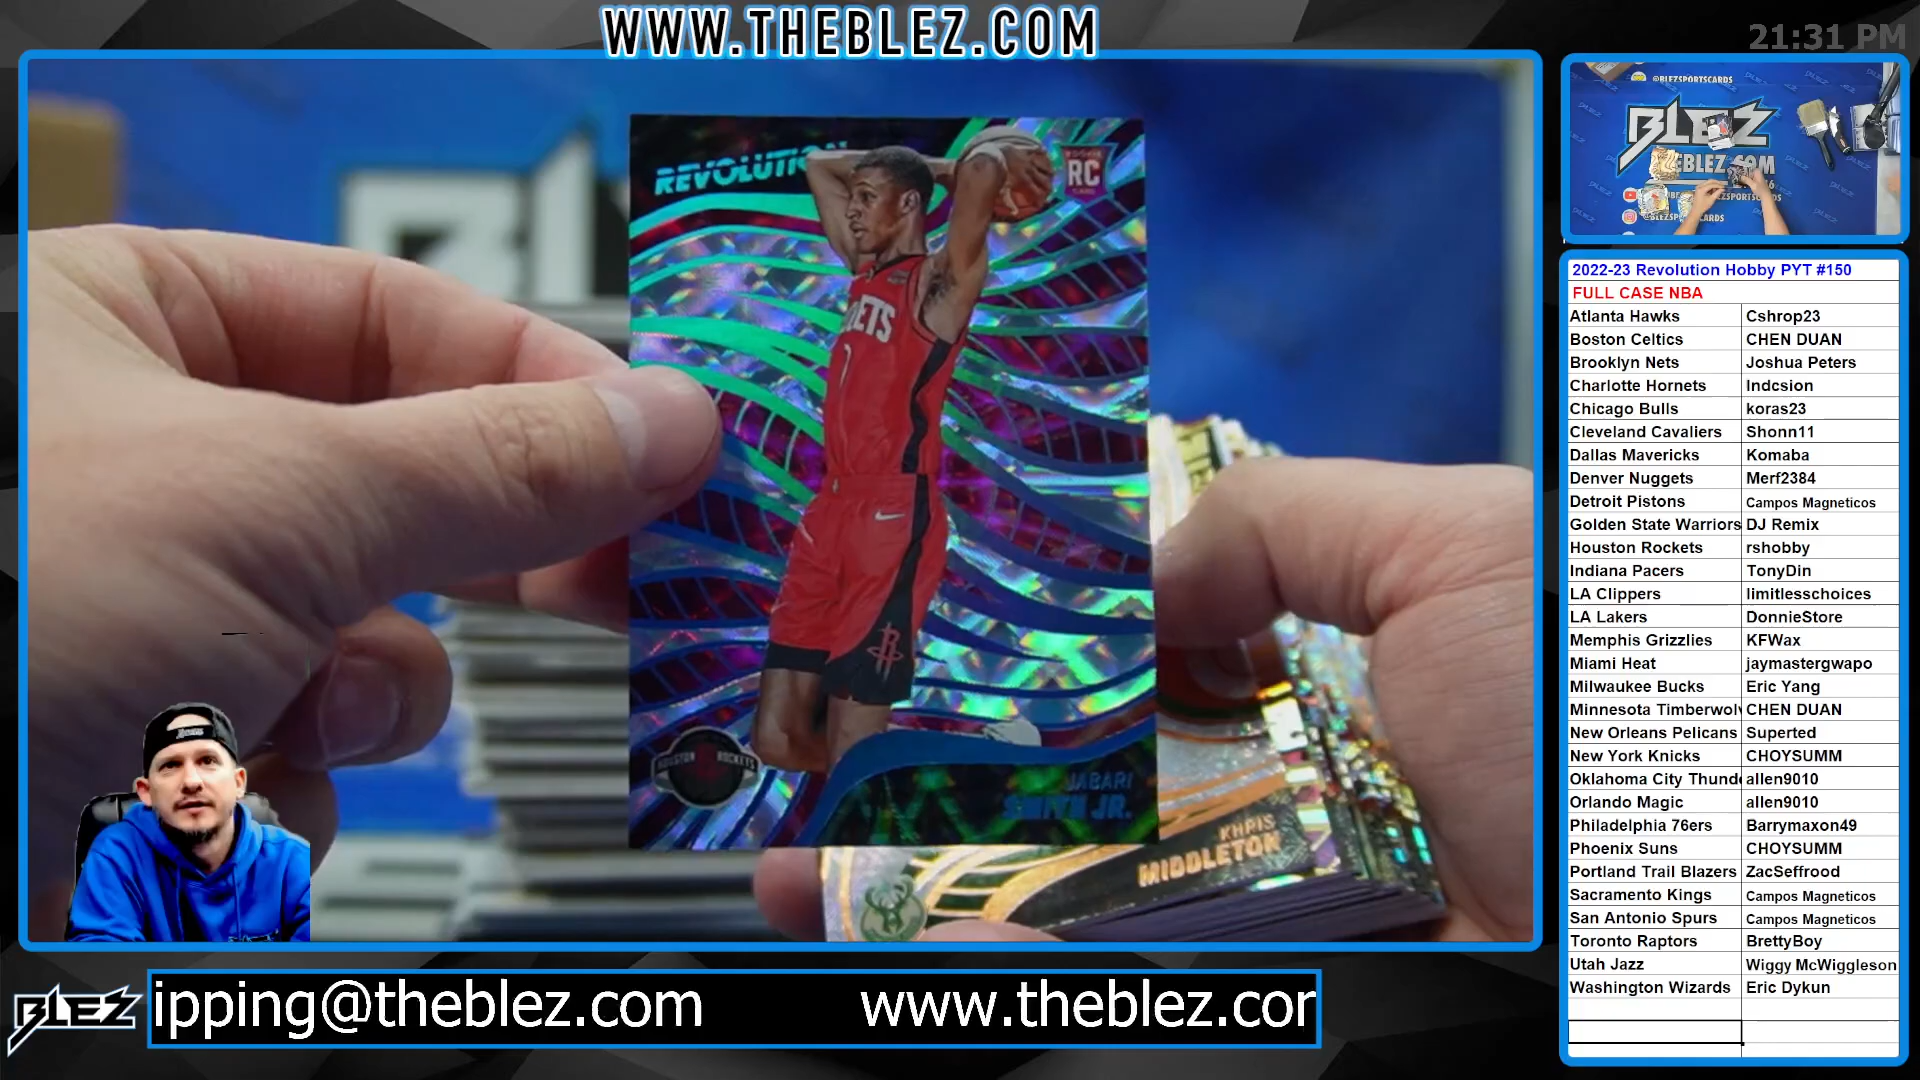 WWW.THEBLEZ.COM
21:31 PM
@BLEZSPORTSCARDS
BLEZ
REVOLUTION
RC
JABARI
SMITH JR.
HOUSTON ROCKETS
KHRIS
MIDDLETON
2022-23 Revolution Hobby PYT #150
FULL CASE NBA
Atlanta Hawks Cshrop23
Boston Celtics CHEN DUAN
Brooklyn Nets Joshua Peters
Charlotte Hornets Indcsion
Chicago Bulls koras23
Cleveland Cavaliers Shonn11
Dallas Mavericks Komaba
Denver Nuggets Merf2384
Detroit Pistons Campos Magneticos
Golden State Warriors DJ Remix
Houston Rockets rshobby
Indiana Pacers TonyDin
LA Clippers limitlesschoices
LA Lakers DonnieStore
Memphis Grizzlies KFWax
Miami Heat jaymastergwapo
Milwaukee Bucks Eric Yang
Minnesota Timberwolv CHEN DUAN
New Orleans Pelicans Superted
New York Knicks CHOYSUMM
Oklahoma City Thunde allen9010
Orlando Magic allen9010
Philadelphia 76ers Barrymaxon49
Phoenix Suns CHOYSUMM
Portland Trail Blazers ZacSeffrood
Sacramento Kings Campos Magneticos
San Antonio Spurs Campos Magneticos
Toronto Raptors BrettyBoy
Utah Jazz Wiggy McWiggleson
Washington Wizards Eric Dykun
BLEZ
ipping@theblez.com www.theblez.cor